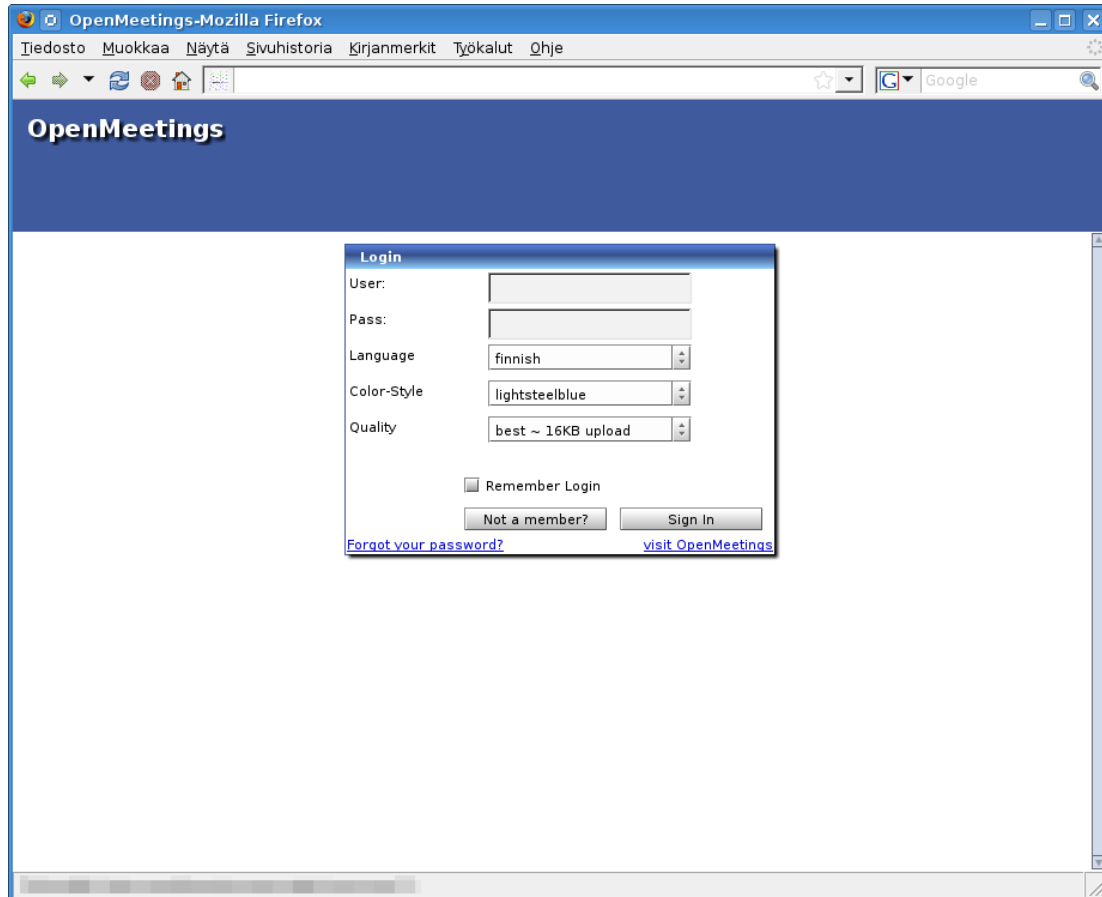 OpenMeetings-Mozilla Firefox
Tiedosto Muokkaa Näytä Sivuhistoria Kirjanmerkit Työkalut Ohje
G Google
OpenMeetings
Login
User:
Pass:
Language finnish
Color-Style lightsteelblue
Quality best ~ 16KB upload
Remember Login
Not a member? Sign In
Forgot your password? visit OpenMeetings